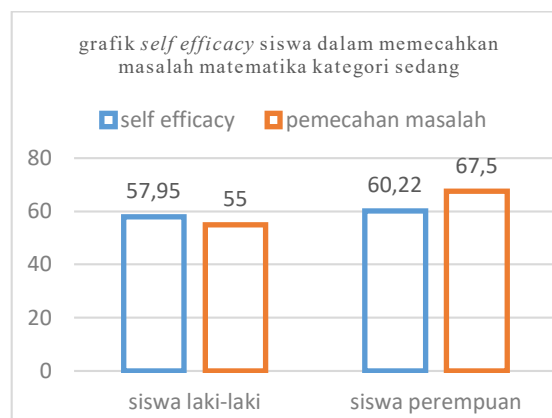 grafik self efficacy siswa dalam memecahkan
masalah matematika kategori sedang
self efficacy pemecahan masalah
80
60
40
20
0
57,95
55
60,22
67,5
siswa laki-laki siswa perempuan